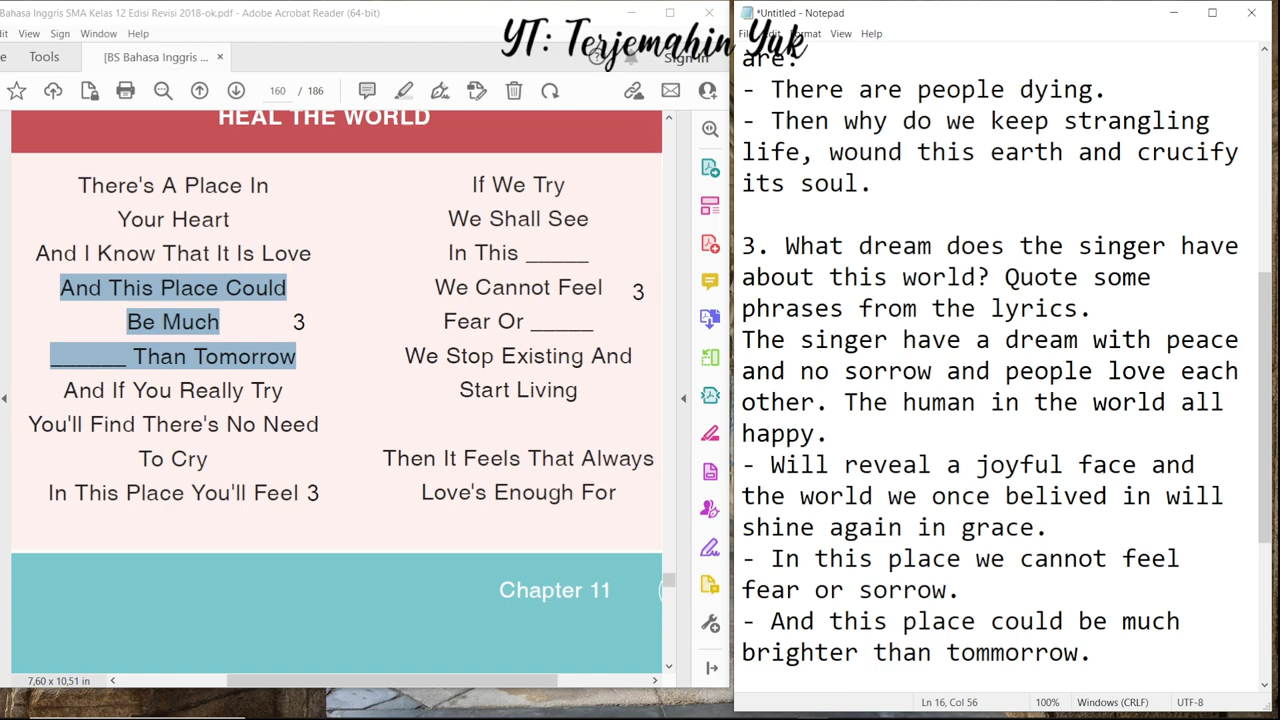 Bahasa Inggris SMA Kelas 12 Edisi Revisi 2018-ok.pdf - Adobe Acrobat Reader (64-bit)
View Sign Window Help
Tools [BS Bahasa Inggris ... × Sign In
160 / 186
YT: Terjemahin Yuk
HEAL THE WORLD
There's A Place In
Your Heart
And I Know That It Is Love
And This Place Could
Be Much 3
______ Than Tomorrow
And If You Really Try
You'll Find There's No Need
To Cry
In This Place You'll Feel 3
If We Try
We Shall See
In This _____
We Cannot Feel 3
Fear Or _____
We Stop Existing And
Start Living
Then It Feels That Always
Love's Enough For
Chapter 11
7,60 x 10,51 in
*Untitled - Notepad
View Help
are:
- There are people dying.
- Then why do we keep strangling
life, wound this earth and crucify
its soul.
3. What dream does the singer have
about this world? Quote some
phrases from the lyrics.
The singer have a dream with peace
and no sorrow and people love each
other. The human in the world all
happy.
- Will reveal a joyful face and
the world we once belived in will
shine again in grace.
- In this place we cannot feel
fear or sorrow.
- And this place could be much
brighter than tommorrow.
Ln 16, Col 56 100% Windows (CRLF) UTF-8